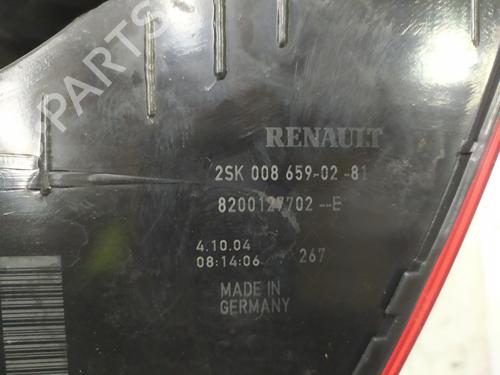 B-PARTS
RENAULT
2SK 008 659-02-81
8200127702--E
4.10.04
08:14:06 267
MADE IN
GERMANY